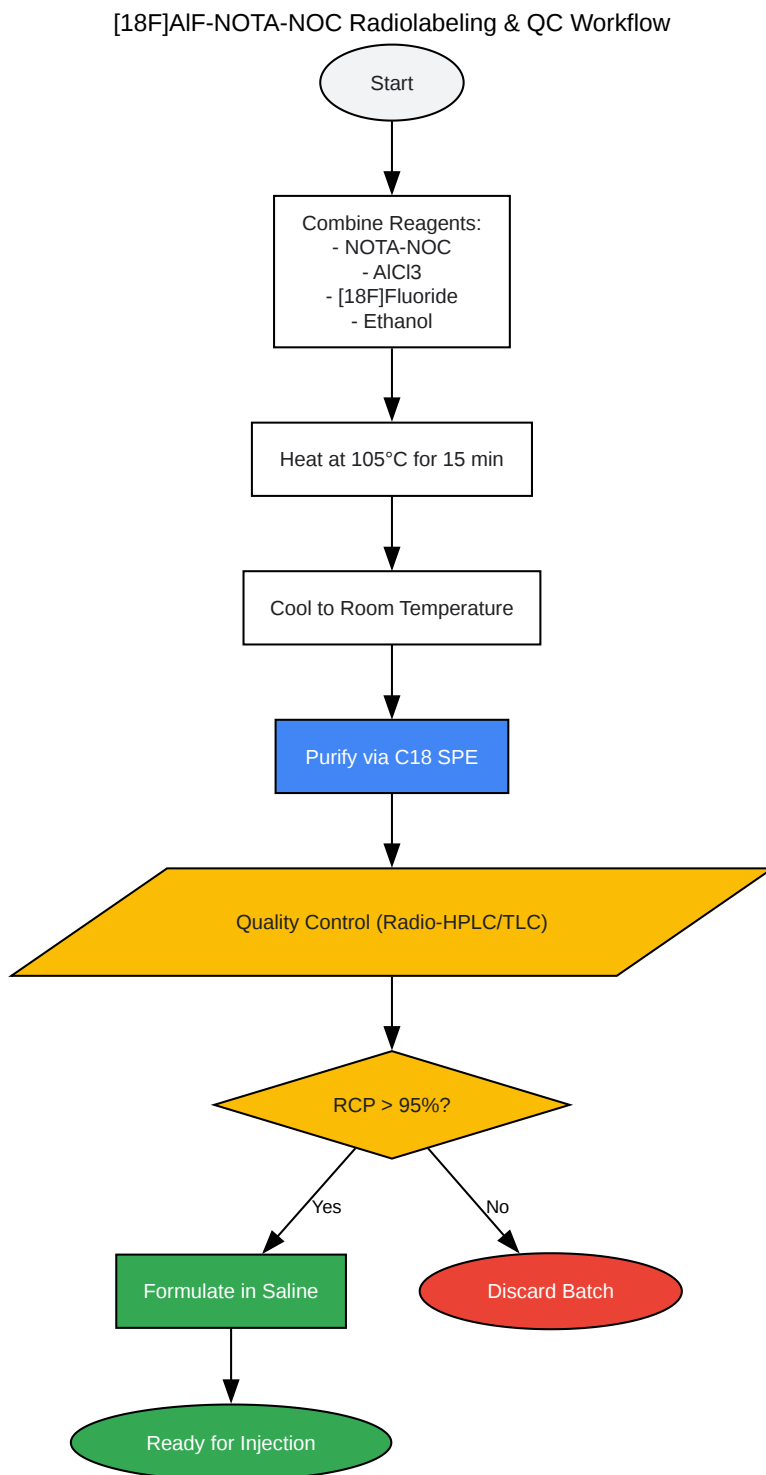 [18F]AlF-NOTA-NOC Radiolabeling & QC Workflow
Start
Combine Reagents:
- NOTA-NOC
- AlCl3
- [18F]Fluoride
- Ethanol
Heat at 105°C for 15 min
Cool to Room Temperature
Purify via C18 SPE
Quality Control (Radio-HPLC/TLC)
RCP > 95%?
Yes
No
Formulate in Saline
Discard Batch
Ready for Injection